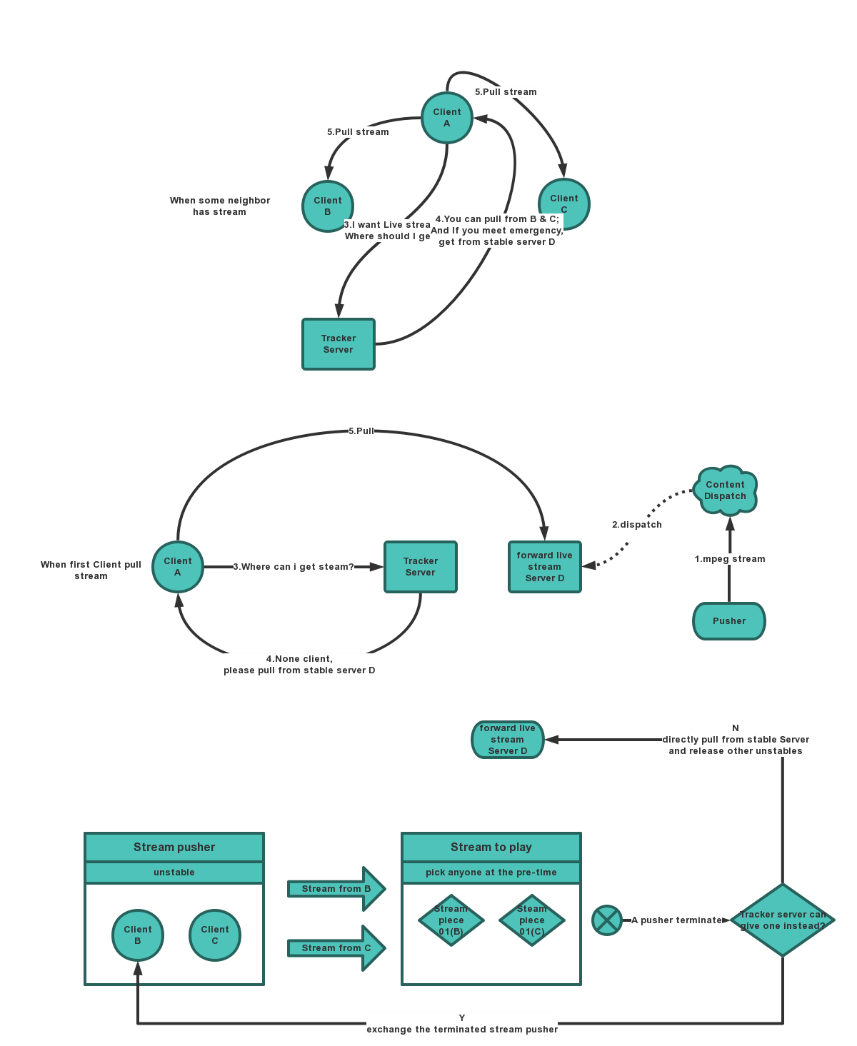 5.Pull stream
Client
A
5.Pull stream
Client
B
Client
C
When some neighbor
has stream
3.I want Live strea
Where should I ge
4.You can pull from B & C;
And If you meet emergency,
get from stable server D
Tracker
Server
5.Pull
Content
Dispatch
2.dispatch
1.mpeg stream
When first Client pull
stream
Client
A
3.Where can i get steam?
Tracker
Server
forward live
stream
Server D
Pusher
4.None client,
please pull from stable server D
forward live
stream
Server D
N
directly pull from stable Server
and release other unstables
Stream pusher
unstable
Client
B
Client
C
Stream from B
Stream from C
Stream to play
pick anyone at the pre-time
Stream
piece
01(B)
Steam
piece
01(C)
A pusher terminate
Tracker server can
give one instead?
Y
exchange the terminated stream pusher